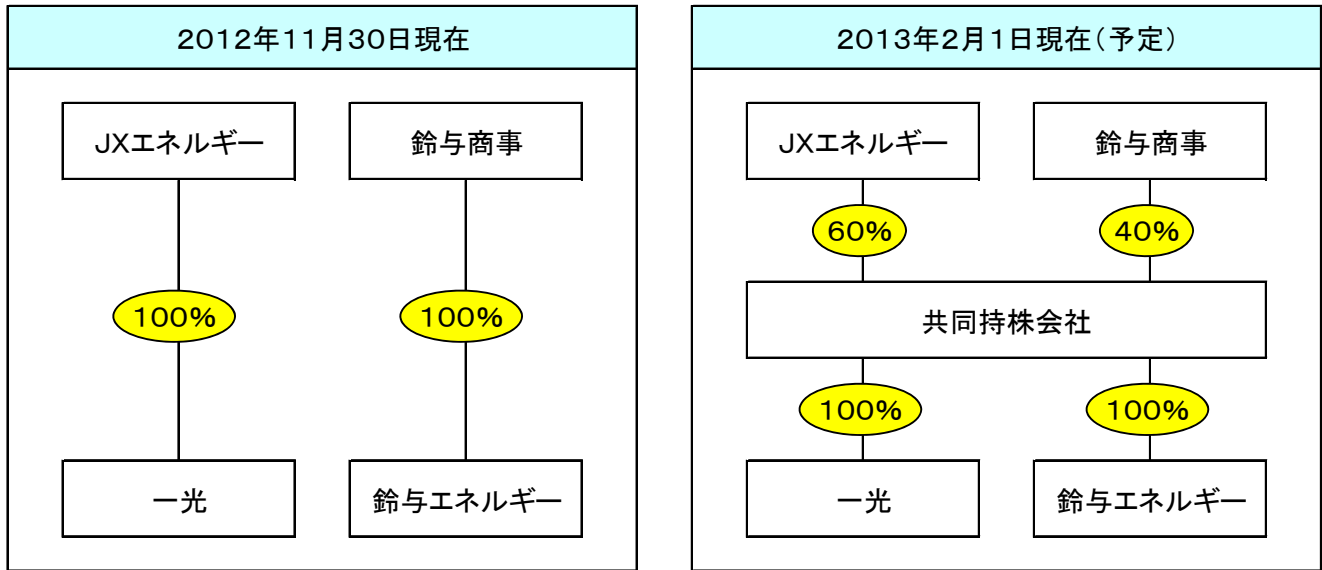 2012年11月30日現在
JXエネルギー
鈴与商事
100%
100%
一光
鈴与エネルギー
2013年2月1日現在(予定)
JXエネルギー
鈴与商事
60%
40%
共同持株会社
100%
100%
一光
鈴与エネルギー